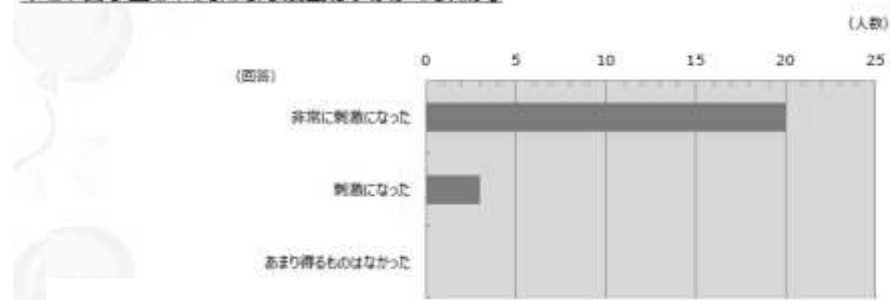 (人数)
0 5 10 15 20 25
(回答)
非常に刺激になった
刺激になった
あまり得るものはなかった